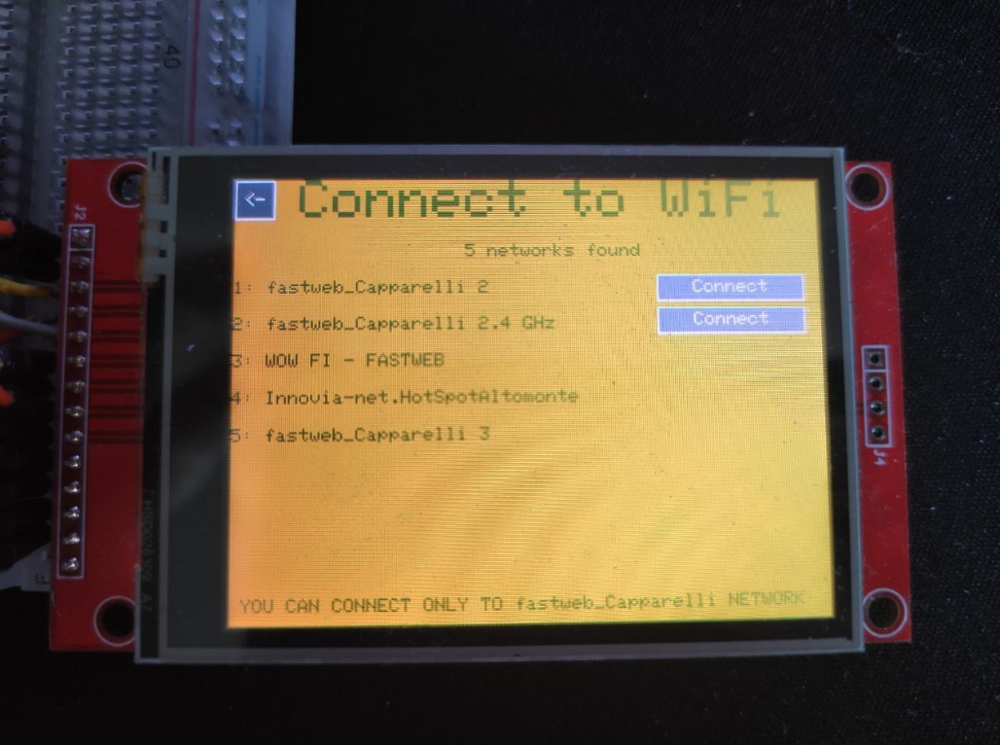 40
J2
<- Connect to WiFi
5 networks found
1: fastweb_Capparelli 2 Connect
2: fastweb_Capparelli 2.4 GHz Connect
3: WOW FI - FASTWEB
4: Innovia-net.HotSpotAltomonte
5: fastweb_Capparelli 3
J4
YOU CAN CONNECT ONLY TO fastweb_Capparelli NETWORK